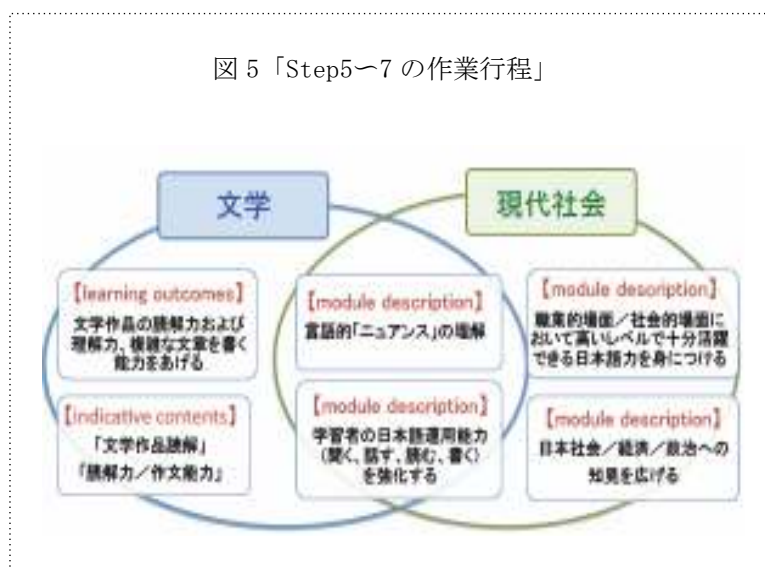 図5「Step5〜7の作業行程」
文学
現代社会
【learning outcomes】
文学作品の読解力および
理解力、複雑な文章を書く
能力をあげる
【indicative contents】
「文学作品読解」
「読解力／作文能力」
【module description】
言語的「ニュアンス」の理解
【module description】
学習者の日本語運用能力
（聞く、話す、読む、書く）
を強化する
【module description】
職業的場面／社会的場面に
おいて高いレベルで十分活躍
できる日本語力を身につける
【module description】
日本社会／経済／政治への
知見を広げる